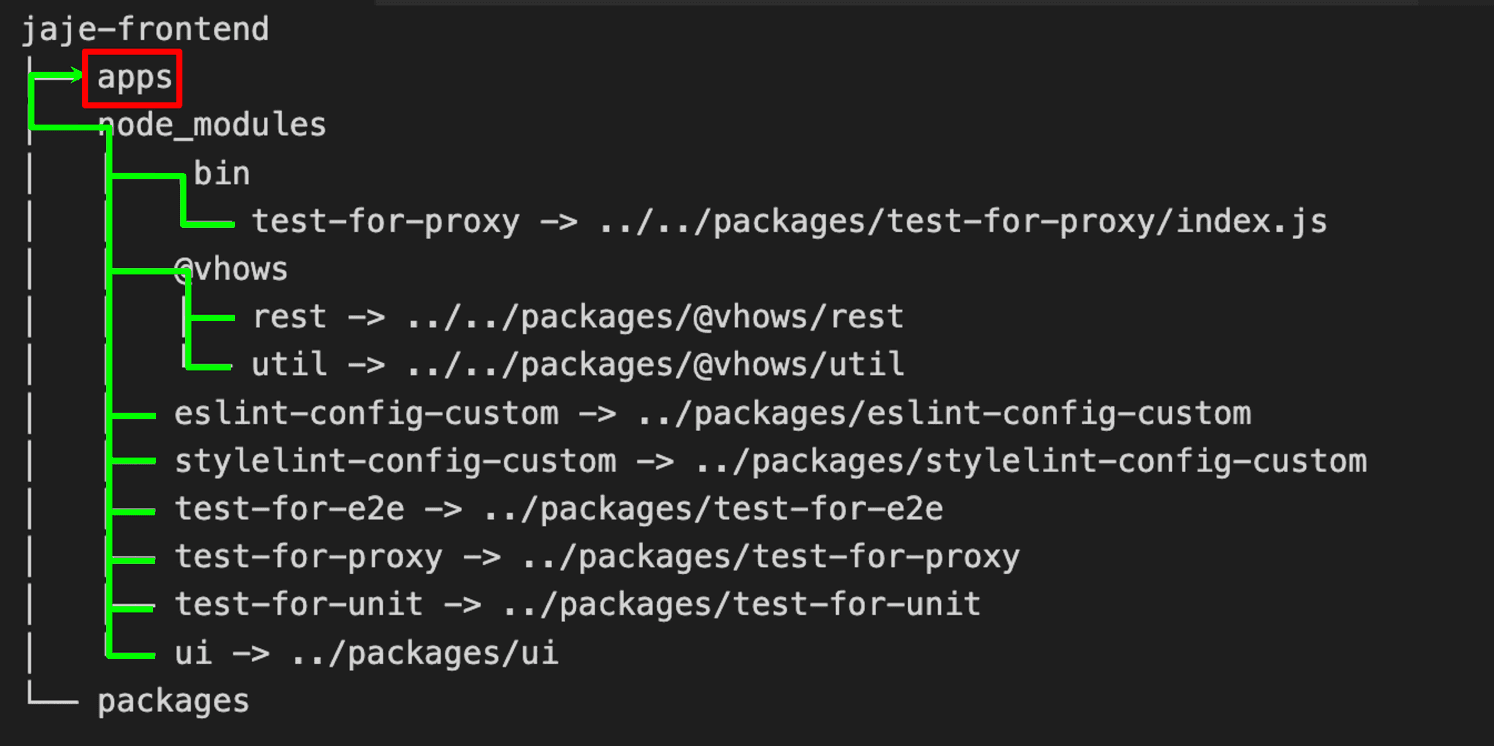 jaje-frontend
apps
node_modules
bin
test-for-proxy -> ../../packages/test-for-proxy/index.js
@vhows
rest -> ../../packages/@vhows/rest
util -> ../../packages/@vhows/util
eslint-config-custom -> ../packages/eslint-config-custom
stylelint-config-custom -> ../packages/stylelint-config-custom
test-for-e2e -> ../packages/test-for-e2e
test-for-proxy -> ../packages/test-for-proxy
test-for-unit -> ../packages/test-for-unit
ui -> ../packages/ui
packages